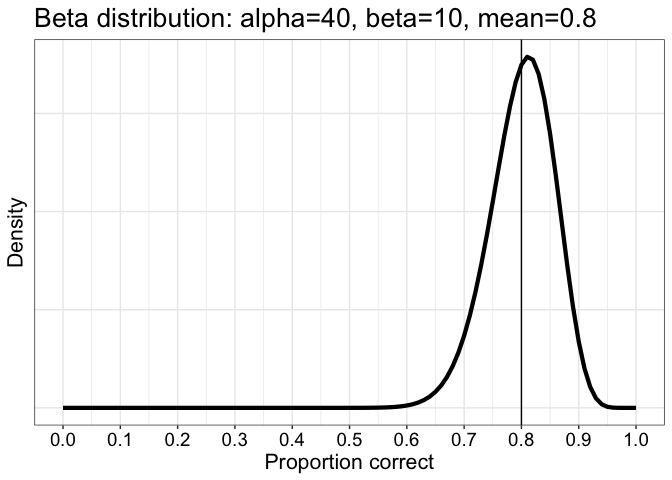 Beta distribution: alpha=40, beta=10, mean=0.8
Density
0.0 0.1 0.2 0.3 0.4 0.5 0.6 0.7 0.8 0.9 1.0
Proportion correct